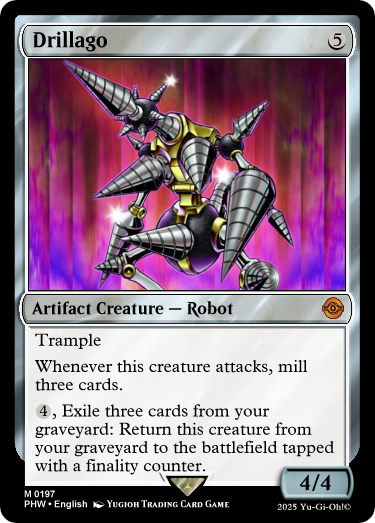 Drillago 5
Artifact Creature — Robot
Trample
Whenever this creature attacks, mill
three cards.
4, Exile three cards from your
graveyard: Return this creature from
your graveyard to the battlefield tapped
with a finality counter.
4/4
M 0197
PHW • English Yugioh Trading Card Game
2025 Yu-Gi-Oh!©